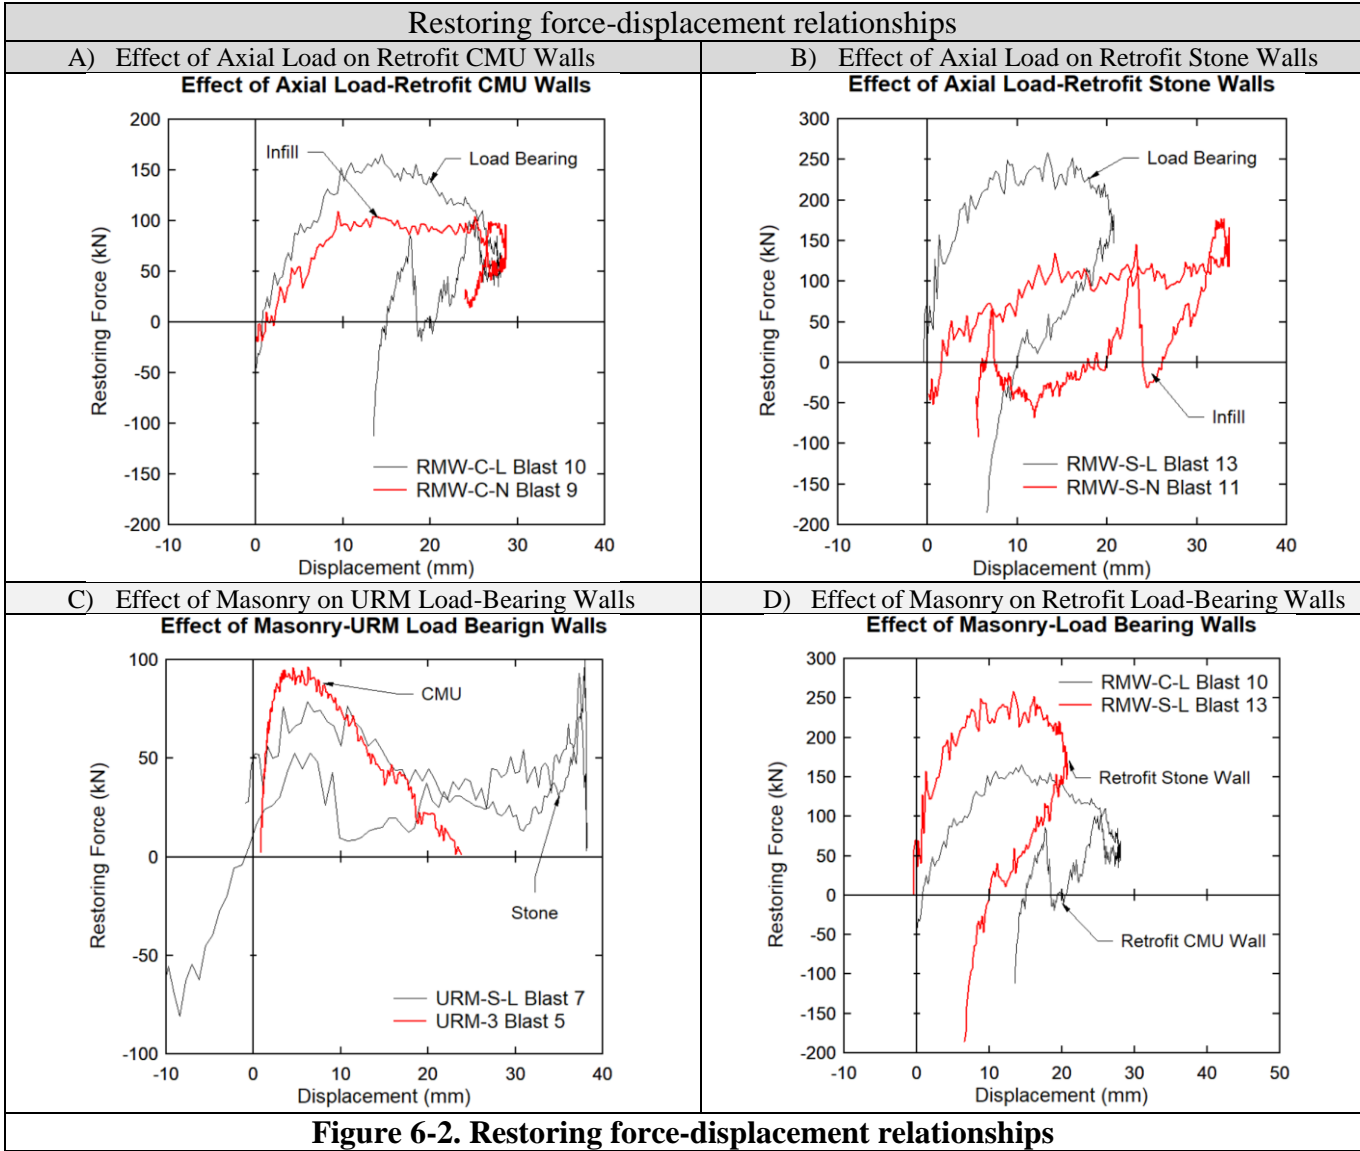 Restoring force-displacement relationships
A) Effect of Axial Load on Retrofit CMU Walls
Effect of Axial Load-Retrofit CMU Walls
200
150
100
50
0
-50
-100
-150
-200
-10 0 10 20 30 40
Restoring Force (kN)
Displacement (mm)
Infill
Load Bearing
RMW-C-L Blast 10
RMW-C-N Blast 9
B) Effect of Axial Load on Retrofit Stone Walls
Effect of Axial Load-Retrofit Stone Walls
300
250
200
150
100
50
0
-50
-100
-150
-200
-10 0 10 20 30 40
Restoring Force (kN)
Displacement (mm)
Load Bearing
Infill
RMW-S-L Blast 13
RMW-S-N Blast 11
C) Effect of Masonry on URM Load-Bearing Walls
Effect of Masonry-URM Load Bearign Walls
100
50
0
-50
-100
-10 0 10 20 30 40
Restoring Force (kN)
Displacement (mm)
CMU
Stone
URM-S-L Blast 7
URM-3 Blast 5
D) Effect of Masonry on Retrofit Load-Bearing Walls
Effect of Masonry-Load Bearing Walls
300
250
200
150
100
50
0
-50
-100
-150
-200
-10 0 10 20 30 40 50
Restoring Force (kN)
Displacement (mm)
RMW-C-L Blast 10
RMW-S-L Blast 13
Retrofit Stone Wall
Retrofit CMU Wall
Figure 6-2. Restoring force-displacement relationships